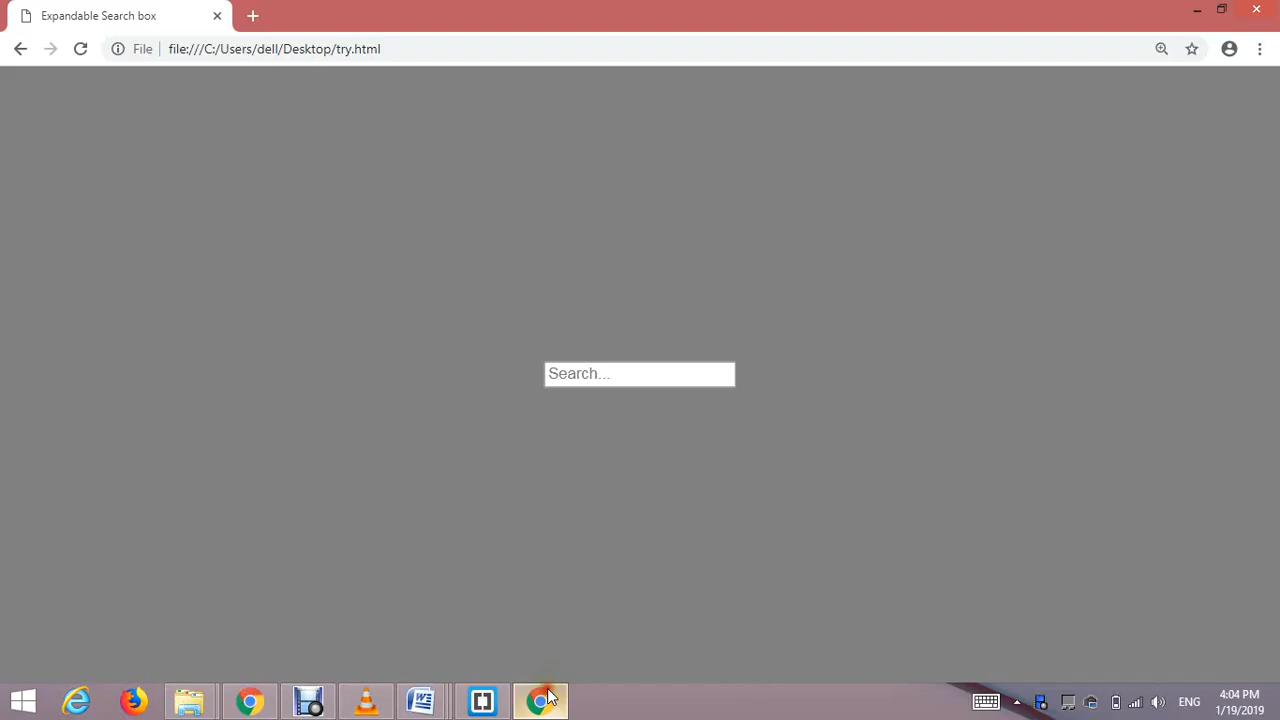 Expandable Search box
File
file:///C:/Users/dell/Desktop/try.html
Search...
ENG
4:04 PM
1/19/2019